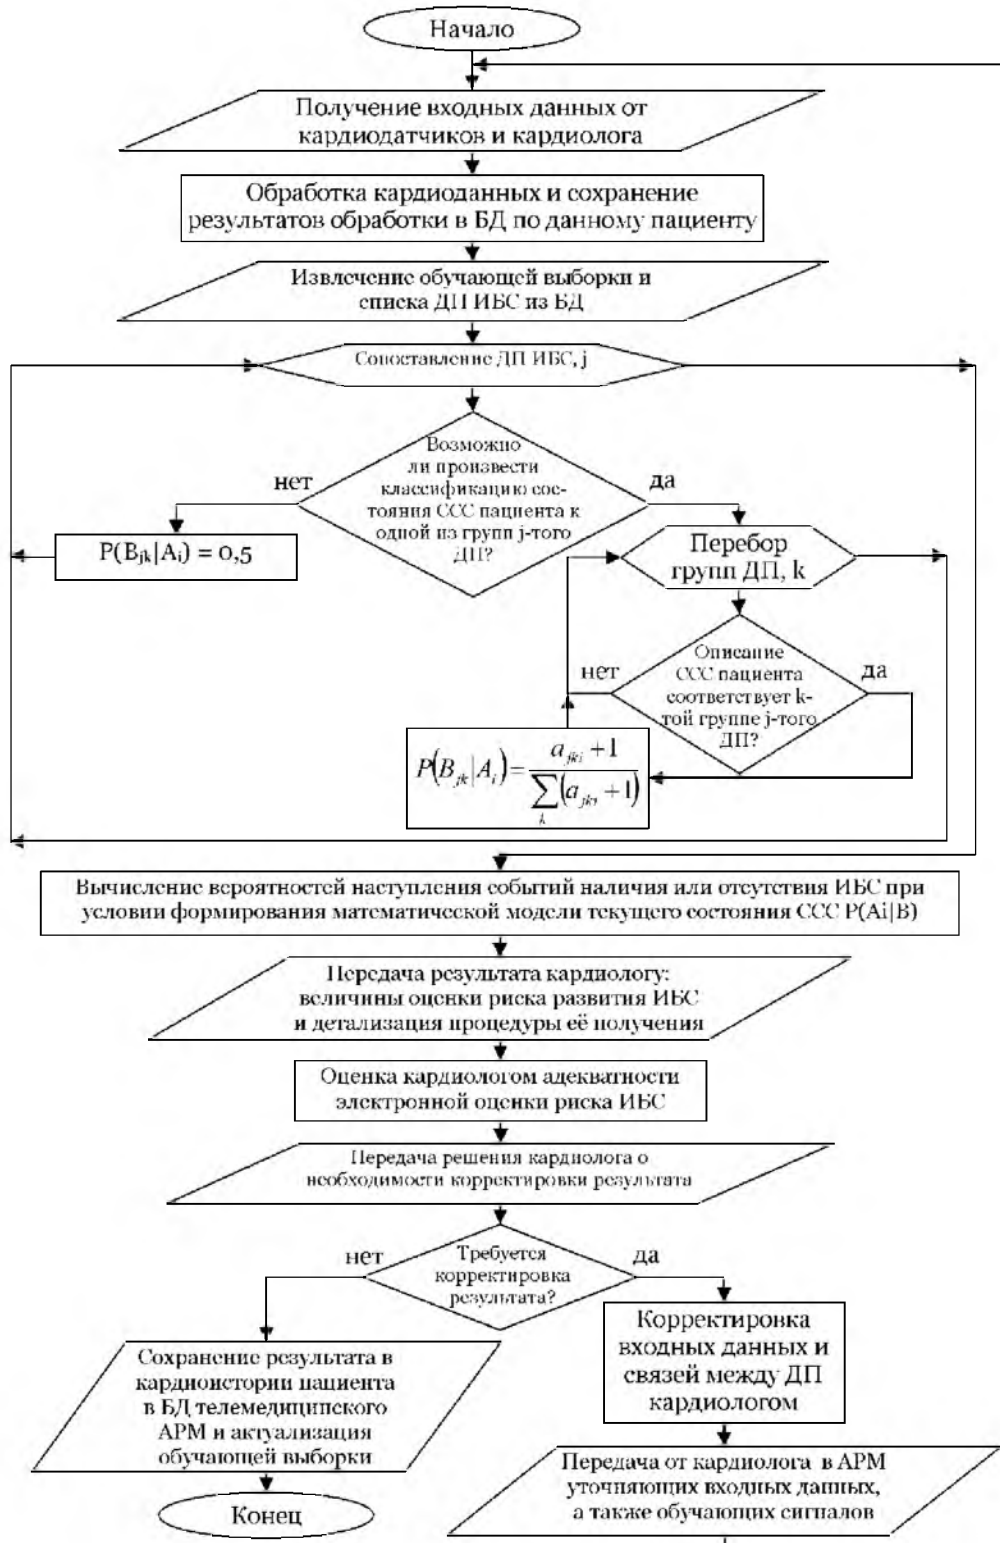 Начало
Получение входных данных от
кардиодатчиков и кардиолога
Обработка кардиоданных и сохранение
результатов обработки в БД по данному пациенту
Извлечение обучающей выборки и
списка ДП ИБС из БД
Сопоставление ДП ИБС, j
Возможно
ли произвести
классификацию сос-
тояния ССС пациента к
одной из групп j-того
ДП?
нет
да
P(Bjk|Ai) = 0,5
Перебор
групп ДП, k
Описание
ССС пациента
соответствует k-
той группе j-того
ДП?
нет
да
P(Bjk|Ai) = (ajki + 1) / ∑k(ajki + 1)
Вычисление вероятностей наступления событий наличия или отсутствия ИБС при
условии формирования математической модели текущего состояния ССС P(Ai|B)
Передача результата кардиологу:
величины оценки риска развития ИБС
и детализация процедуры её получения
Оценка кардиологом адекватности
электронной оценки риска ИБС
Передача решения кардиолога о
необходимости корректировки результата
Требуется
корректировка
результата?
нет
да
Сохранение результата в
кардиоистории пациента
в БД телемедицинского
АРМ и актуализация
обучающей выборки
Конец
Корректировка
входных данных и
связей между ДП
кардиологом
Передача от кардиолога в АРМ
уточняющих входных данных,
а также обучающих сигналов